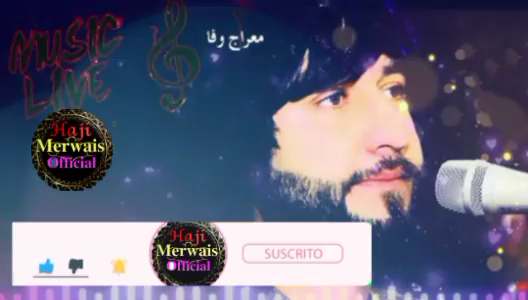 MUSIC
LIVE
معراج وفا
Haji
Merwais
Official
Haji
Merwais
Official
SUSCRITO